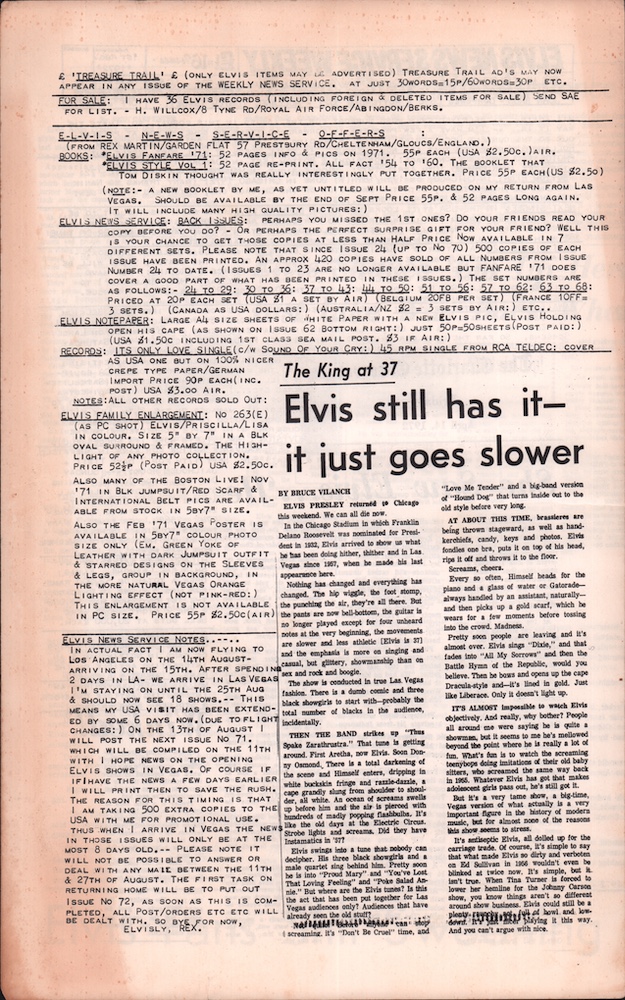 £ 'TREASURE TRAIL' £ (ONLY ELVIS ITEMS MAY BE ADVERTISED) TREASURE TRAIL AD'S MAY NOW
APPEAR IN ANY ISSUE OF THE WEEKLY NEWS SERVICE. AT JUST 30WORDS=15P/60WORDS=30P ETC.
FOR SALE: I HAVE 36 ELVIS RECORDS (INCLUDING FOREIGN & DELETED ITEMS FOR SALE) SEND SAE
FOR LIST. - H. WILLCOX/8 TYNE RD/ROYAL AIR FORCE/ABINGDON/BERKS.
E-L-V-I-S - N-E-W-S - S-E-R-V-I-C-E - O-F-F-E-R-S :
(FROM REX MARTIN/GARDEN FLAT 57 PRESTBURY RD/CHELTENHAM/GLOUCS/ENGLAND.)
BOOKS: *ELVIS FANFARE '71: 52 PAGES INFO & PICS ON 1971. 55P EACH (USA $2.50C.)AIR.
*ELVIS STYLE VOL 1: 52 PAGE RE-PRINT. ALL FACT '54 TO '60. THE BOOKLET THAT
TOM DISKIN THOUGHT WAS REALLY INTERESTINGLY PUT TOGETHER. PRICE 55P EACH(US $2.50)
(NOTE:- A NEW BOOKLET BY ME, AS YET UNTITLED WILL BE PRODUCED ON MY RETURN FROM LAS
VEGAS. SHOULD BE AVAILABLE BY THE END OF SEPT PRICE 55P. & 52 PAGES LONG AGAIN.
IT WILL INCLUDE MANY HIGH QUALITY PICTURES:)
ELVIS NEWS SERVICE: BACK ISSUES: PERHAPS YOU MISSED THE 1ST ONES? DO YOUR FRIENDS READ YOUR
COPY BEFORE YOU DO? - OR PERHAPS THE PERFECT SURPRISE GIFT FOR YOUR FRIEND? WELL THIS
IS YOUR CHANCE TO GET THOSE COPIES AT LESS THAN HALF PRICE NOW AVAILABLE IN 7
DIFFERENT SETS. PLEASE NOTE THAT SINCE ISSUE 24 (UP TO NO 70) 500 COPIES OF EACH
ISSUE HAVE BEEN PRINTED. AN APPROX 420 COPIES HAVE SOLD OF ALL NUMBERS FROM ISSUE
NUMBER 24 TO DATE. (ISSUES 1 TO 23 ARE NO LONGER AVAILABLE BUT FANFARE '71 DOES
COVER A GOOD PART OF WHAT HAS BEEN PRINTED IN THESE ISSUES.) THE SET NUMBERS ARE
AS FOLLOWS:- 24 TO 29: 30 TO 36: 37 TO 43: 44 TO 50: 51 TO 56: 57 TO 62: 63 TO 68:
PRICED AT 20P EACH SET (USA $1 A SET BY AIR) (BELGIUM 20FB PER SET) (FRANCE 10FF=
3 SETS.) (CANADA AS USA DOLLARS:) (AUSTRALIA/NZ $2 = 3 SETS BY AIR:) ETC..
ELVIS NOTEPAPER: LARGE A4 SIZE SHEETS OF WHITE PAPER WITH A NEW ELVIS PIC, ELVIS HOLDING
OPEN HIS CAPE (AS SHOWN ON ISSUE 62 BOTTOM RIGHT:) JUST 50P=50SHEETS(POST PAID:)
(USA $1.50C INCLUDING 1ST CLASS SEA MAIL POST. $3 IF AIR:)
RECORDS: ITS ONLY LOVE SINGLE(C/W SOUND OF YOUR CRY:) 45 RPM SINGLE FROM RCA TELDEC: COVER
AS USA ONE BUT ON 100% NICER
CREPE TYPE PAPER/GERMAN
IMPORT PRICE 90P EACH(INC.
POST) USA $3.00 AIR.
NOTES:ALL OTHER RECORDS SOLD OUT:
ELVIS FAMILY ENLARGEMENT: NO 263(E)
(AS PC SHOT) ELVIS/PRISCILLA/LISA
IN COLOUR. SIZE 5" BY 7" IN A BLK
OVAL SURROUND & FRAMED. THE HIGH-
LIGHT OF ANY PHOTO COLLECTION.
PRICE 52½P (POST PAID) USA $2.50C.
ALSO MANY OF THE BOSTON LIVE! NOV
'71 IN BLK JUMPSUIT/RED SCARF &
INTERNATIONAL BELT PICS ARE AVAIL-
ABLE FROM STOCK IN 5BY7" SIZE.
ALSO THE FEB '71 VEGAS POSTER IS
AVAILABLE IN 5BY7" COLOUR PHOTO
SIZE ONLY (EM. GREEN YOKE OF
LEATHER WITH DARK JUMPSUIT OUTFIT
& STARRED DESIGNS ON THE SLEEVES
& LEGS, GROUP IN BACKGROUND, IN
THE MORE NATURAL VEGAS ORANGE
LIGHTING EFFECT (NOT PINK-RED:)
THIS ENLARGEMENT IS NOT AVAILABLE
IN PC SIZE. PRICE 55P $2.50C(AIR)
ELVIS NEWS SERVICE NOTES..-..
IN ACTUAL FACT I AM NOW FLYING TO
LOS ANGELES ON THE 14TH AUGUST-
ARRIVING ON THE 15TH. AFTER SPENDING
2 DAYS IN LA- WE ARRIVE IN LAS VEGAS
I'M STAYING ON UNTIL THE 25TH AUG
& SHOULD NOW SEE 18 SHOWS.-- THIS
MEANS MY USA VISIT HAS BEEN EXTEND-
ED BY SOME 6 DAYS NOW.(DUE TO FLIGHT
CHANGES:) ON THE 13TH OF AUGUST I
WILL POST THE NEXT ISSUE NO 71.
WHICH WILL BE COMPILED ON THE 11TH
WITH I HOPE NEWS ON THE OPENING
ELVIS SHOWS IN VEGAS. OF COURSE IF
IFIHAVE THE NEWS A FEW DAYS EARLIER
I WILL PRINT THEN TO SAVE THE RUSH.
THE REASON FOR THIS TIMING IS THAT
I AM TAKING 500 EXTRA COPIES TO THE
USA WITH ME FOR PROMOTIONAL USE.
THUS WHEN I ARRIVE IN VEGAS THE NEWS
IN THOSE ISSUES WILL ONLY BE AT THE
MOST 8 DAYS OLD.-- PLEASE NOTE IT
WILL NOT BE POSSIBLE TO ANSWER OR
DEAL WITH ANY MAIL BETWEEN THE 11TH
& 27TH OF AUGUST. THE FIRST TASK ON
RETURNING HOME WILL BE TO PUT OUT
ISSUE NO 72, AS SOON AS THIS IS COM-
PLETED, ALL POST/ORDERS ETC ETC WILL
BE DEALT WITH. SO BYE FOR NOW,
ELVISLY, REX.
The King at 37
Elvis still has it—
it just goes slower
BY BRUCE VILANCH
ELVIS PRESLEY returned to Chicago
this weekend. We can all die now.
In the Chicago Stadium in which Franklin
Delano Roosevelt was nominated for Presi-
dent in 1932, Elvis arrived to show us what
he has been doing hither, thither and in Las
Vegas since 1957, when he made his last
appearance here.
Nothing has changed and everything has
changed. The hip wiggle, the foot stomp,
the punching the air, they're all there. But
the pants are now bell-bottom, the guitar is
no longer played except for four unheard
notes at the very beginning, the movements
are slower and less athletic [Elvis is 37]
and the emphasis is more on singing and
casual, but glittery, showmanship than on
sex and rock and boogie.
The show is conducted in true Las Vegas
fashion. There is a dumb comic and three
black showgirls to start with—probably the
total number of blacks in the audience,
incidentally.
THEN THE BAND strikes up "Thus
Spake Zarathustra." That tune is getting
around. First Aretha, now Elvis. Soon Don-
ny Osmond. There is a total darkening of
the scene and Himself enters, dripping in
white buckskin fringe and razzle-dazzle, a
cape grandly slung from shoulder to shoul-
der, all white. An ocean of screams swells
up before him and the air is pierced with
hundreds of madly popping flashbulbs. It's
like the old days at the Electric Circus.
Strobe lights and screams. Did they have
Instamatics in '57?
Elvis swings into a tune that nobody can
decipher. His three black showgirls and a
male quartet sing behind him. Pretty soon
he is into "Proud Mary" and "You've Lost
That Loving Feeling" and "Poke Salad An-
nie." But where are the Elvis tunes? Is this
the act that has been put together for Las
Vegas audiences only? Audiences that have
already seen the old stuff?
can stop
screaming, it's "Don't Be Cruel" time, and
"Love Me Tender" and a big-band version
of "Hound Dog" that turns inside out to the
old style before very long.
AT ABOUT THIS TIME, brassieres are
being thrown stageward, as well as hand-
kerchiefs, candy, keys and photos. Elvis
fondles one bra, puts it on top of his head,
rips it off and throws it to the floor.
Screams, cheers.
Every so often, Himself heads for the
piano and a glass of water or Gatorade—
always handled by an assistant, naturally—
and then picks up a gold scarf, which he
wears for a few moments before tossing
into the crowd. Madness.
Pretty soon people are leaving and it's
almost over. Elvis sings "Dixie," and that
fades into "All My Sorrows" and then the
Battle Hymn of the Republic, would you
believe. Then he bows and opens up the cape
Dracula-style and—it's lined in gold. Just
like Liberace. Only it doesn't light up.
IT'S ALMOST impossible to watch Elvis
objectively. And really, why bother? People
all around me were saying he is quite a
showman, but it seems to me he's mellowed
beyond the point where he is really a lot of
fun. What's fun is to watch the screaming
teenyboys doing imitations of their old baby
sitters, who screamed the same way back
in 1955. Whatever Elvis has got that makes
adolescent girls pass out, he's still got it.
But it's a very tame show, a big-time,
Vegas version of what actually is a very
important figure in the history of modern
music, but for almost none of the reasons
this show seems to stress.
It's antiseptic Elvis, all dolled up for the
carriage trade. Of course, it's simple to say
that what made Elvis so dirty and verboten
on Ed Sullivan in 1956 wouldn't even be
blinked at twice now. It's simple, but it
isn't true. When Tina Turner is forced to
lower her hemline for the Johnny Carson
show, you know things aren't so different
around show business. Elvis could still be a
plenty full of howl and low-
down. playing it this way.
And you can't argue with nice.